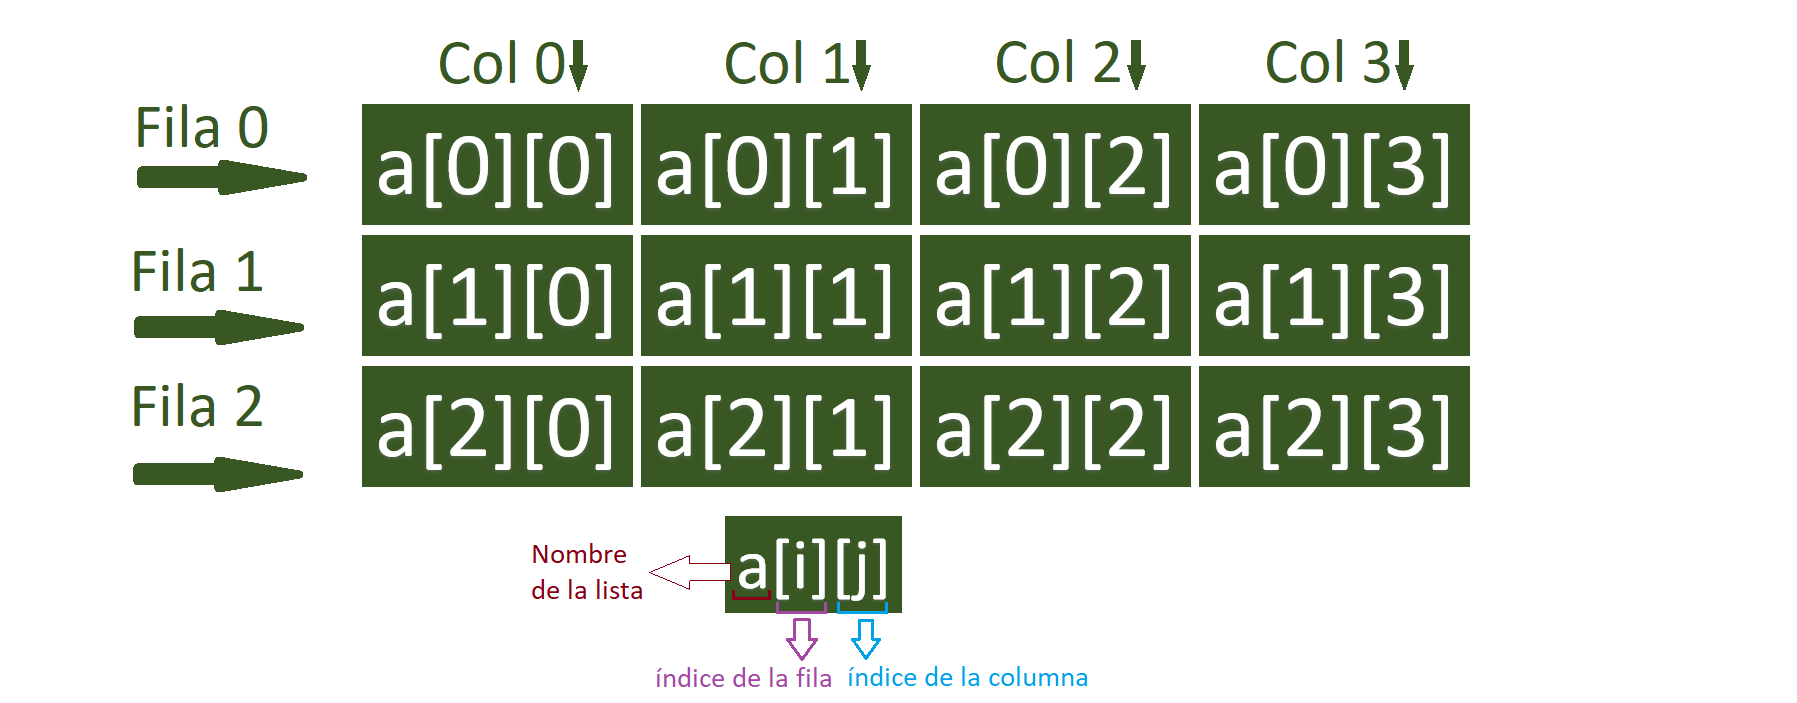 Col 0 Col 1 Col 2 Col 3
Fila 0
a[0][0] a[0][1] a[0][2] a[0][3]
Fila 1
a[1][0] a[1][1] a[1][2] a[1][3]
Fila 2
a[2][0] a[2][1] a[2][2] a[2][3]
Nombre
de la lista
a[i][j]
índice de la fila
índice de la columna